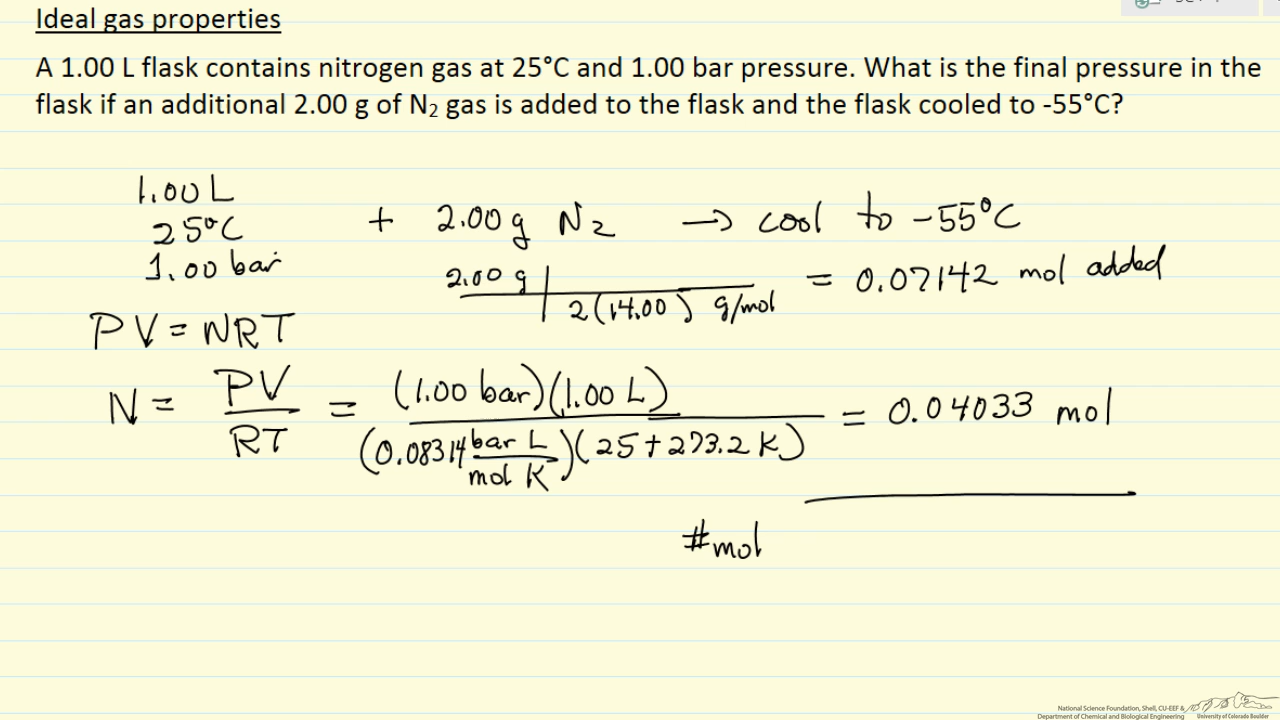 Ideal gas properties
A 1.00 L flask contains nitrogen gas at 25°C and 1.00 bar pressure. What is the final pressure in the
flask if an additional 2.00 g of N₂ gas is added to the flask and the flask cooled to -55°C?
1.00 L
25°C + 2.00 g N₂ → cool to -55°C
1.00 bar
2.00 g / 2(14.00) g/mol = 0.07142 mol added
PV = NRT
N = PV / RT = (1.00 bar)(1.00 L) / (0.08314 bar L / mol K)(25 + 273.2 K) = 0.04033 mol
#mol
National Science Foundation, Shell, CU-EEF &
Department of Chemical and Biological Engineering University of Colorado Boulder